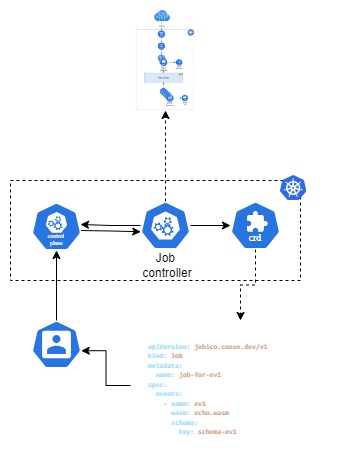 control
plane
crd
Job
controller
apiVersion: jobico.coeus.dev/v1
kind: Job
metadata:
name: job-for-ev1
spec:
events:
- name: ev1
wasm: echo.wasm
schema:
key: schema-ev1